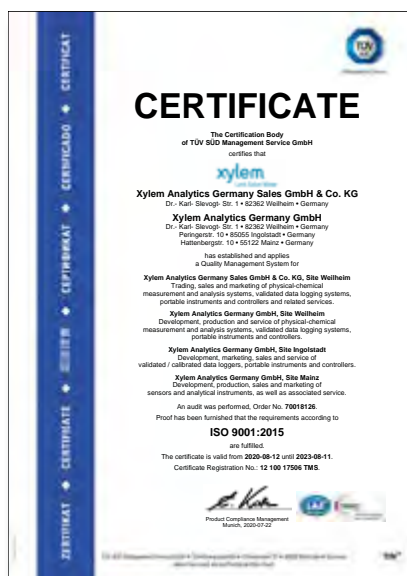 TÜV
CERTIFICATE
The Certification Body
of TÜV SÜD Management Service GmbH
certifies that
xylem
Xylem Analytics Germany Sales GmbH & Co. KG
Dr.- Karl- Slevogt- Str. 1 • 82362 Weilheim • Germany
Xylem Analytics Germany GmbH
Dr.- Karl- Slevogt- Str. 1 • 82362 Weilheim • Germany
Peringerstr. 10 • 85055 Ingolstadt • Germany
Hattenbergstr. 10 • 55122 Mainz • Germany
has established and applies
a Quality Management System for
Xylem Analytics Germany Sales GmbH & Co. KG, Site Weilheim
Trading, sales and marketing of physical-chemical
measurement and analysis systems, validated data logging systems,
portable instruments and controllers and related services.
Xylem Analytics Germany GmbH, Site Weilheim
Development, production and service of physical-chemical
measurement and analysis systems, validated data logging systems,
portable instruments and controllers.
Xylem Analytics Germany GmbH, Site Ingolstadt
Development, marketing, sales and service of
validated / calibrated data loggers, portable instruments and controllers.
Xylem Analytics Germany GmbH, Site Mainz
Development, production, sales and marketing of
sensors and analytical instruments, as well as associated service.
An audit was performed, Order No. 70018126.
Proof has been furnished that the requirements according to
ISO 9001:2015
are fulfilled.
The certificate is valid from 2020-08-12 until 2023-08-11.
Certificate Registration No.: 12 100 17506 TMS.
Product Compliance Management
Munich, 2020-07-22
IAF
TÜV
ZERTIFIKAT ◆ CERTIFICATE ◆
◆ СЕРТИФИКАТ ◆ CERTIFICADO ◆ CERTIFICAT